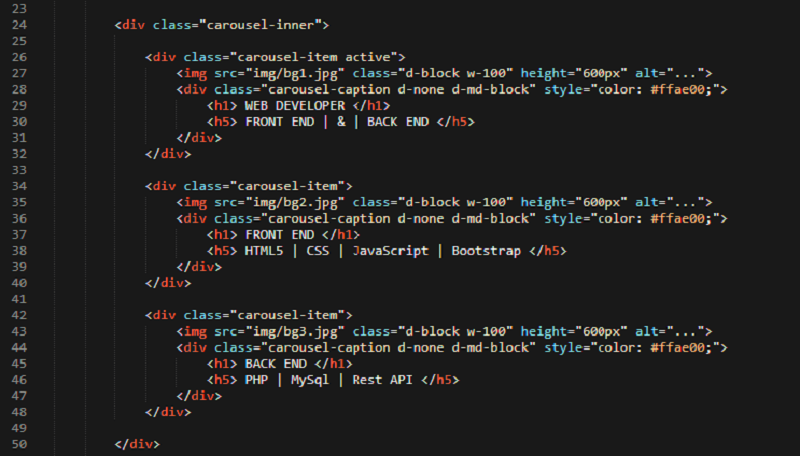 23
24 <div class="carousel-inner">
25
26 <div class="carousel-item active">
27 <img src="img/bg1.jpg" class="d-block w-100" height="600px" alt="...">
28 <div class="carousel-caption d-none d-md-block" style="color: #ffae00;">
29 <h1> WEB DEVELOPER </h1>
30 <h5> FRONT END | & | BACK END </h5>
31 </div>
32 </div>
33
34 <div class="carousel-item">
35 <img src="img/bg2.jpg" class="d-block w-100" height="600px" alt="...">
36 <div class="carousel-caption d-none d-md-block" style="color: #ffae00;">
37 <h1> FRONT END </h1>
38 <h5> HTML5 | CSS | JavaScript | Bootstrap </h5>
39 </div>
40 </div>
41
42 <div class="carousel-item">
43 <img src="img/bg3.jpg" class="d-block w-100" height="600px" alt="...">
44 <div class="carousel-caption d-none d-md-block" style="color: #ffae00;">
45 <h1> BACK END </h1>
46 <h5> PHP | MySql | Rest API </h5>
47 </div>
48 </div>
49
50 </div>